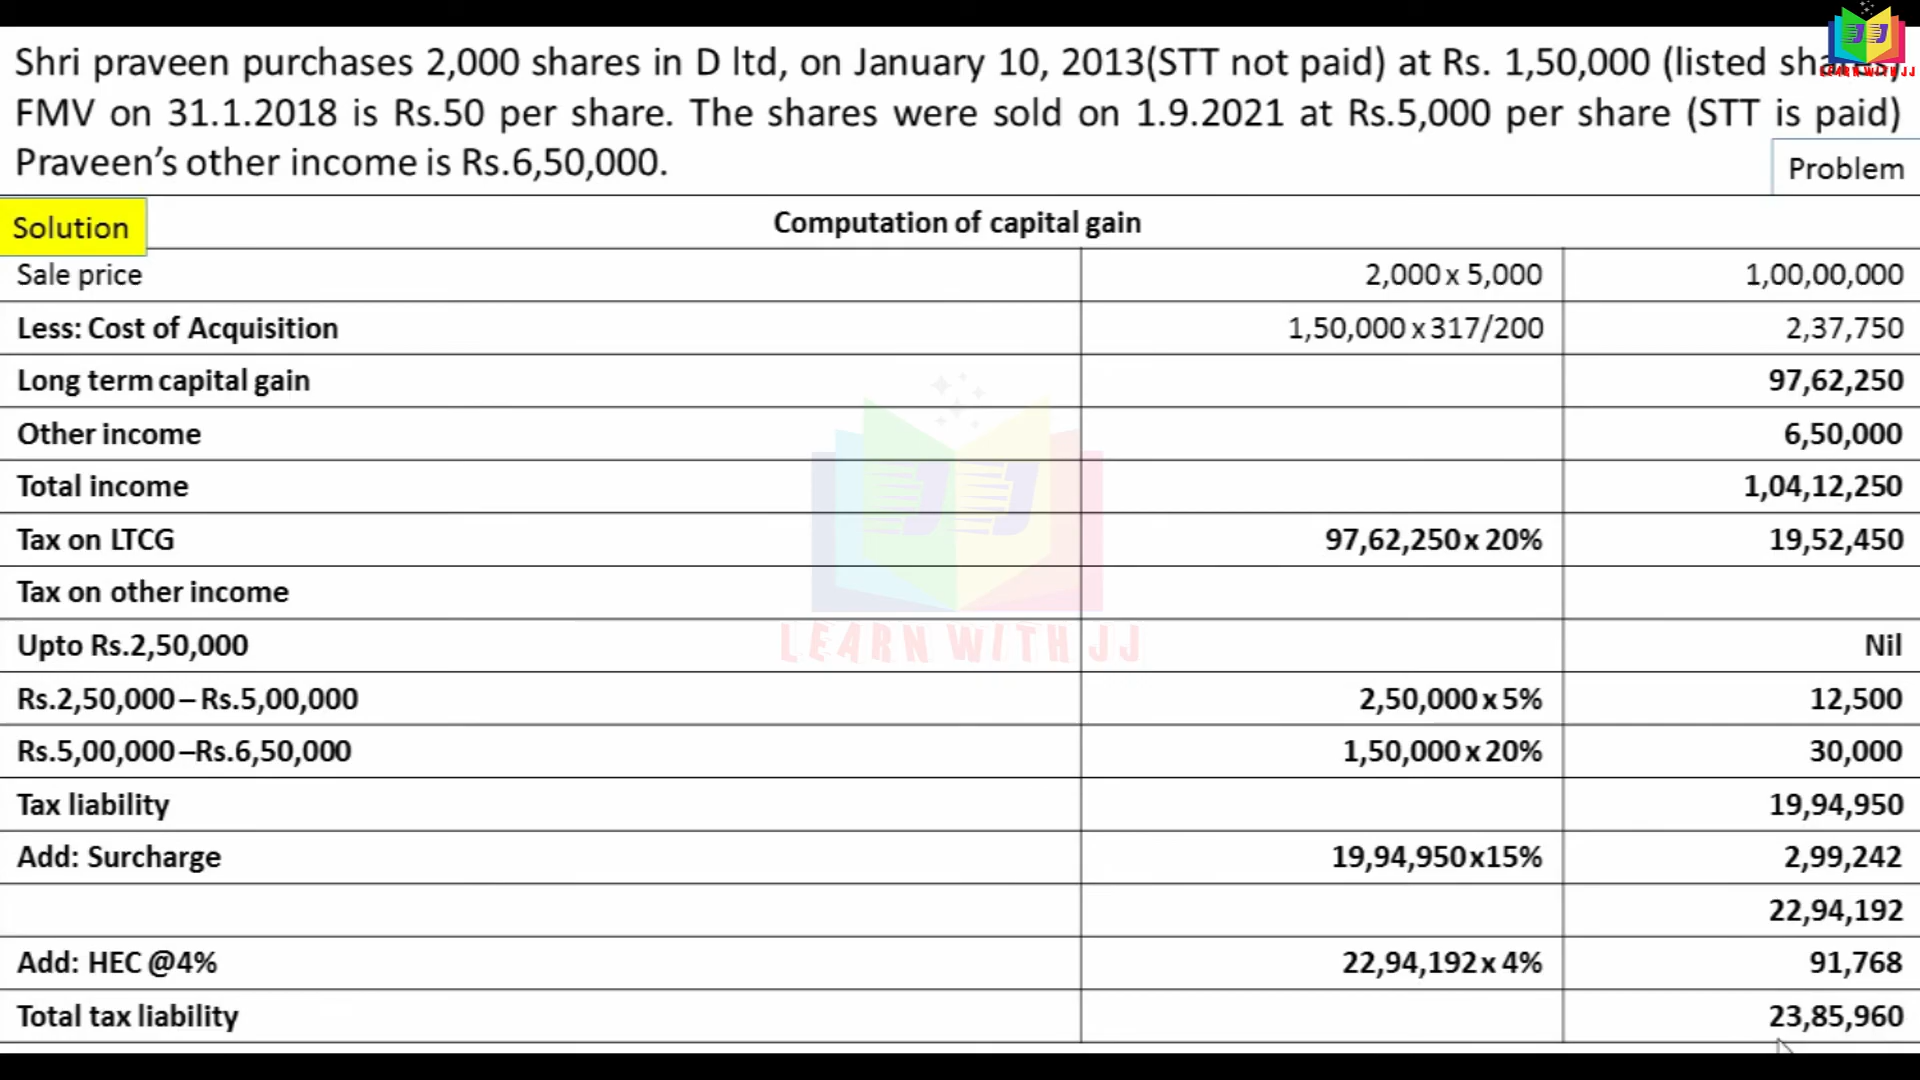 Shri praveen purchases 2,000 shares in D ltd, on January 10, 2013(STT not paid) at Rs. 1,50,000 (listed
FMV on 31.1.2018 is Rs.50 per share. The shares were sold on 1.9.2021 at Rs.5,000 per share (STT is paid)
Praveen's other income is Rs.6,50,000.
Problem
JJ
LEARN WITH JJ
Solution
Computation of capital gain
Sale price 2,000 x 5,000 1,00,00,000
Less: Cost of Acquisition 1,50,000 x 317/200 2,37,750
Long term capital gain 97,62,250
Other income 6,50,000
Total income 1,04,12,250
Tax on LTCG 97,62,250 x 20% 19,52,450
Tax on other income
Upto Rs.2,50,000 Nil
Rs.2,50,000 – Rs.5,00,000 2,50,000 x 5% 12,500
Rs.5,00,000 –Rs.6,50,000 1,50,000 x 20% 30,000
Tax liability 19,94,950
Add: Surcharge 19,94,950x15% 2,99,242
22,94,192
Add: HEC @4% 22,94,192 x 4% 91,768
Total tax liability 23,85,960
JJ
LEARN WITH JJ